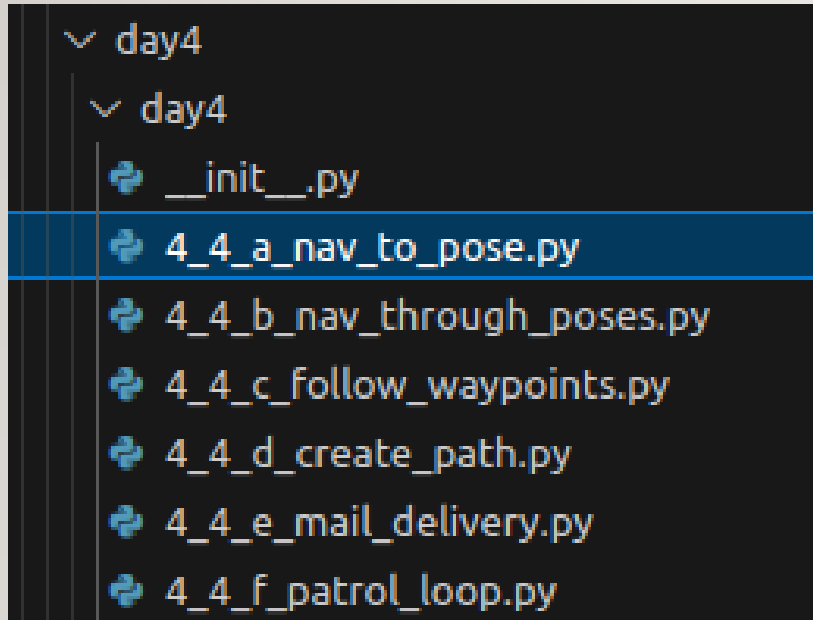 day4
day4
__init__.py
4_4_a_nav_to_pose.py
4_4_b_nav_through_poses.py
4_4_c_follow_waypoints.py
4_4_d_create_path.py
4_4_e_mail_delivery.py
4_4_f_patrol_loop.py